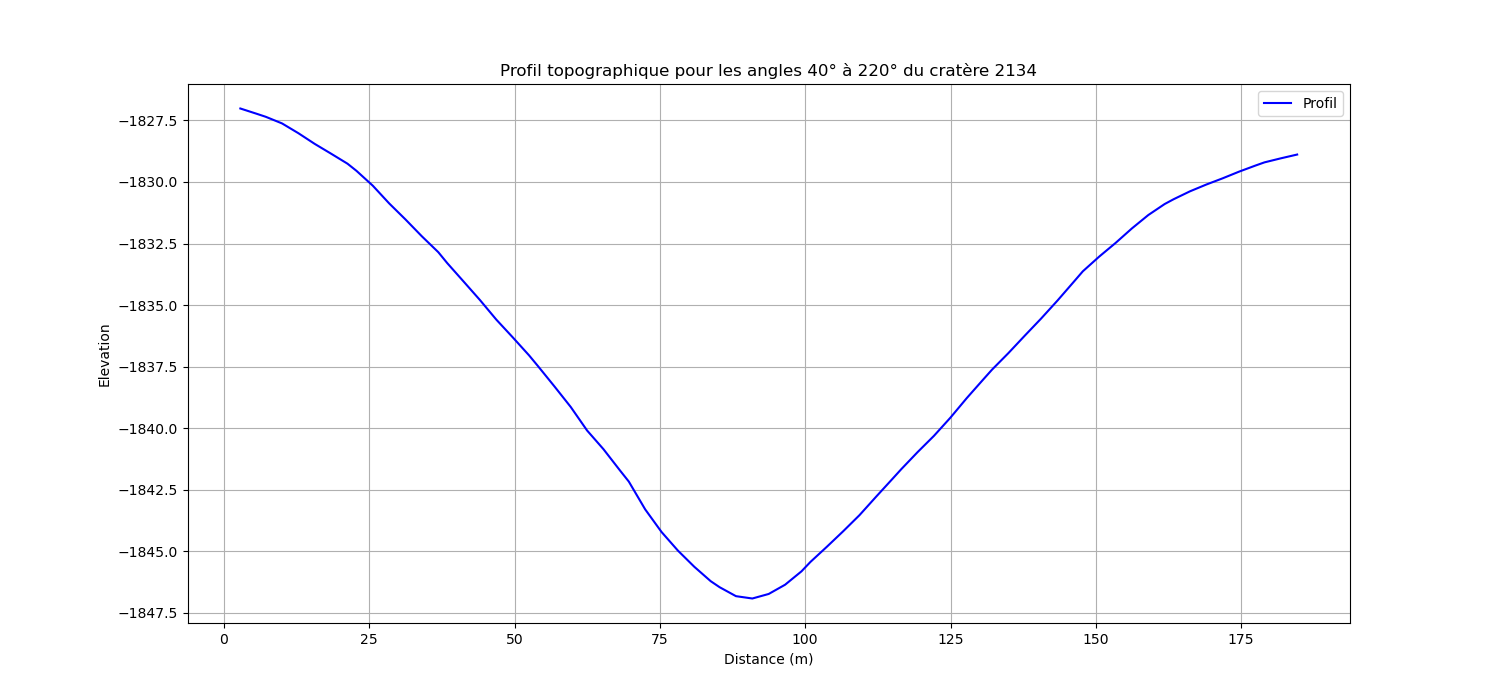 Profil topographique pour les angles 40° à 220° du cratère 2134
Profil
Elevation
−1827.5
−1830.0
−1832.5
−1835.0
−1837.5
−1840.0
−1842.5
−1845.0
−1847.5
0 25 50 75 100 125 150 175
Distance (m)